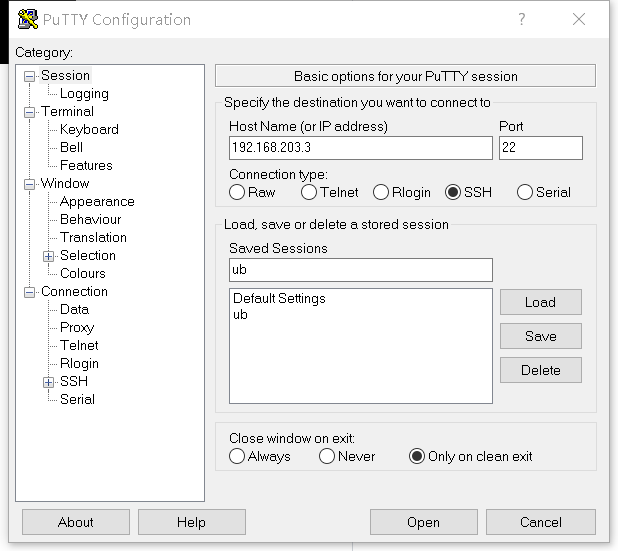 PuTTY Configuration
Category:
Session
Logging
Terminal
Keyboard
Bell
Features
Window
Appearance
Behaviour
Translation
Selection
Colours
Connection
Data
Proxy
Telnet
Rlogin
SSH
Serial
Basic options for your PuTTY session
Specify the destination you want to connect to
Host Name (or IP address) Port
192.168.203.3 22
Connection type:
Raw Telnet Rlogin SSH Serial
Load, save or delete a stored session
Saved Sessions
ub
Default Settings
ub
Load
Save
Delete
Close window on exit:
Always Never Only on clean exit
About Help Open Cancel